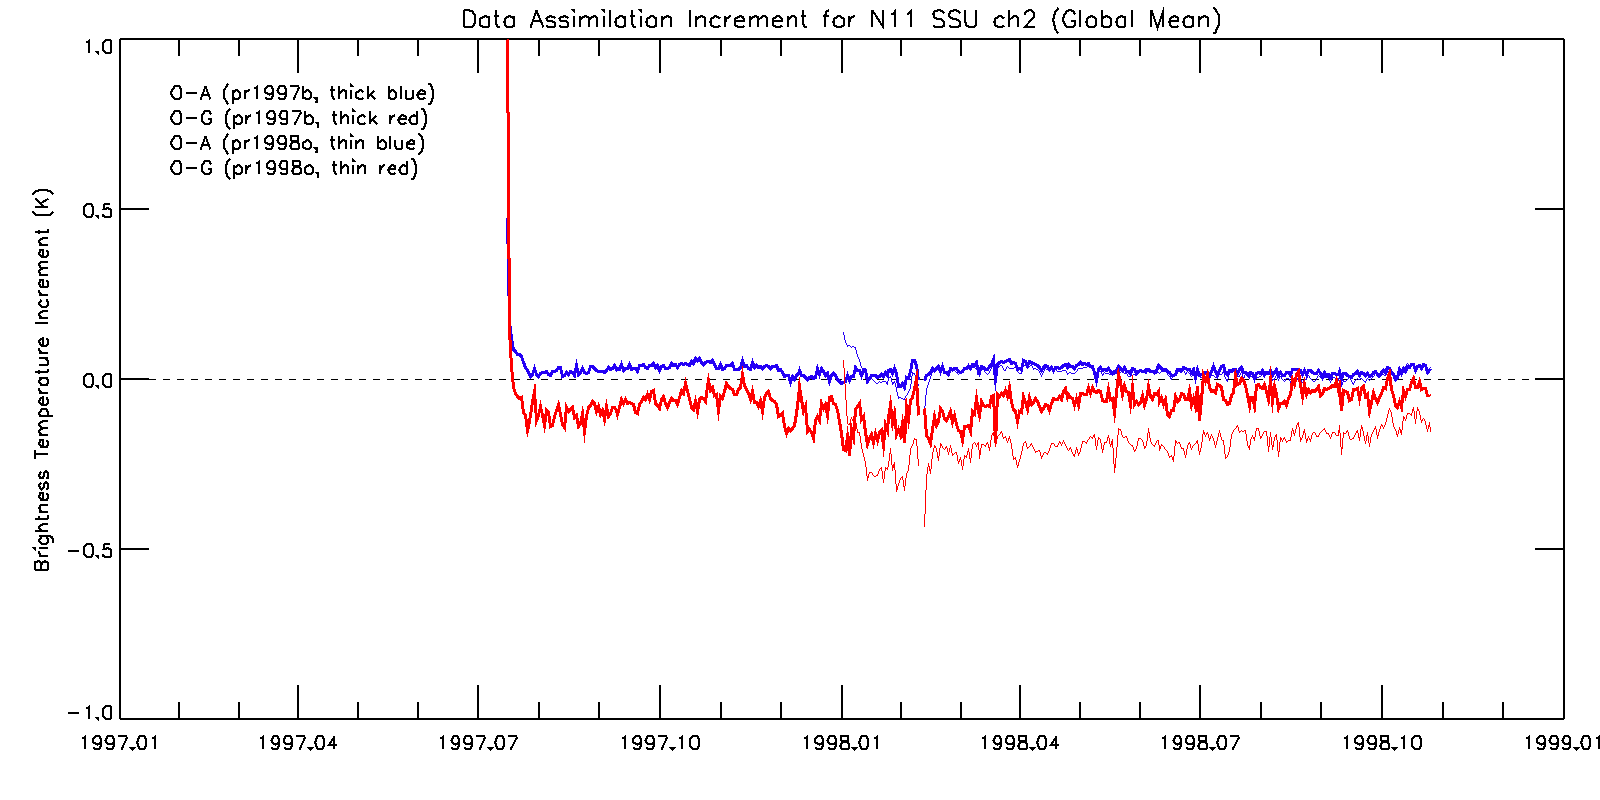 Data Assimilation Increment for N11 SSU ch2 (Global Mean)
1.0
O-A (pr1997b, thick blue)
O-G (pr1997b, thick red)
O-A (pr1998o, thin blue)
O-G (pr1998o, thin red)
0.5
0.0
-0.5
-1.0
Brightness Temperature Increment (K)
1997.01 1997.04 1997.07 1997.10 1998.01 1998.04 1998.07 1998.10 1999.01